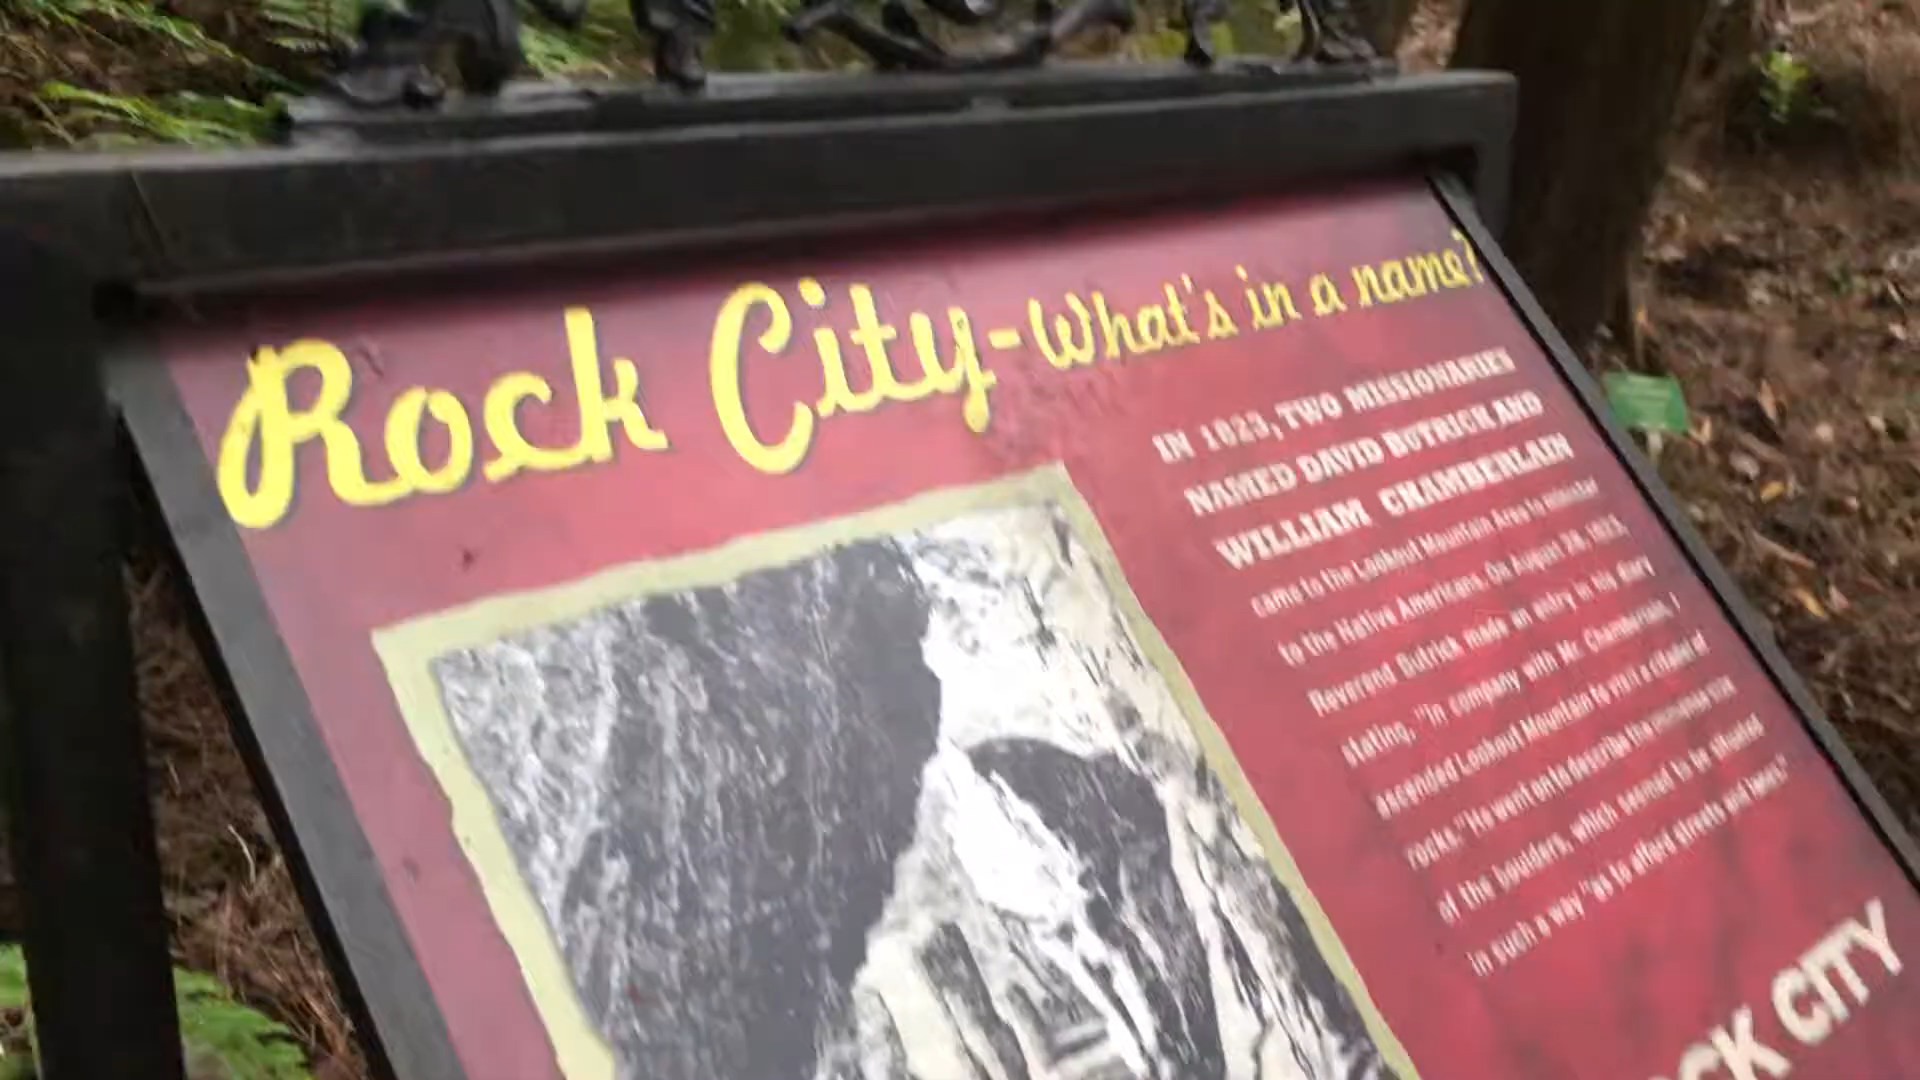 Rock City - What's in a name?
IN 1823, TWO MISSIONARIES
NAMED DAVID BUTRICK AND
WILLIAM CHAMBERLAIN
came to the Lookout Mountain Area to minister
to the Native Americans. On August 28, 1823,
Reverend Butrick made an entry in his diary
stating, "In company with Mr. Chamberlain, I
ascended Lookout Mountain to visit a citadel of
rocks." He went on to describe the immense size
of the boulders, which seemed to be situated
in such a way "as to afford streets and lanes."
CITY